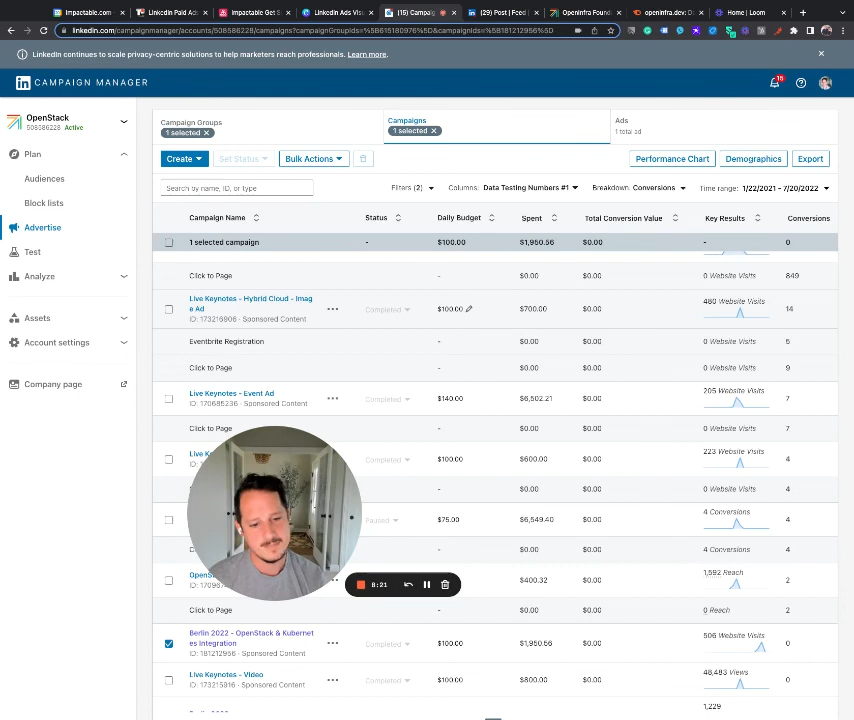 Impactable.com -
LinkedIn Paid Ads
Impactable Get S
LinkedIn Ads Visu
(15) Campaig
(29) Post | Feed |
OpenInfra Founda
openinfra.dev: Do
Home | Loom
linkedin.com/campaignmanager/accounts/508586228/campaigns?campaignGroupIds=%5B615180976%5D&campaignIds=%5B181212956%5D
LinkedIn continues to scale privacy-centric solutions to help marketers reach professionals. Learn more.
in CAMPAIGN MANAGER
15
OpenStack
508586228 Active
Plan
Audiences
Block lists
Advertise
Test
Analyze
Assets
Account settings
Company page
Campaign Groups
1 selected
Campaigns
1 selected
Ads
1 total ad
Create
Set Status
Bulk Actions
Performance Chart
Demographics
Export
Search by name, ID, or type
Filters (2)
Columns: Data Testing Numbers #1
Breakdown: Conversions
Time range: 1/22/2021 - 7/20/2022
Campaign Name Status Daily Budget Spent Total Conversion Value Key Results Conversions
1 selected campaign - $100.00 $1,950.56 $0.00 - 0
Click to Page - $0.00 $0.00 0 Website Visits 849
Live Keynotes - Hybrid Cloud - Imag
e Ad
ID: 173216906 · Sponsored Content
Completed $100.00 $700.00 $0.00 480 Website Visits 14
Eventbrite Registration - $0.00 $0.00 0 Website Visits 5
Click to Page - $0.00 $0.00 0 Website Visits 9
Live Keynotes - Event Ad
ID: 170685236 · Sponsored Content
Completed $140.00 $6,502.21 $0.00 205 Website Visits 7
Click to Page - $0.00 $0.00 0 Website Visits 7
Live K
ID: 1
Completed $100.00 $600.00 $0.00 223 Website Visits 4
- $0.00 $0.00 0 Website Visits 4
Paused $75.00 $6,549.40 $0.00 4 Conversions 4
C - $0.00 $0.00 4 Conversions 4
OpenS
ID: 17096
$400.32 $0.00 1,592 Reach 2
Click to Page - $0.00 $0.00 0 Reach 2
8:21
Berlin 2022 - OpenStack & Kubernet
es Integration
ID: 181212956 · Sponsored Content
Completed $100.00 $1,950.56 $0.00 506 Website Visits 0
Live Keynotes - Video
ID: 173215916 · Sponsored Content
Completed $100.00 $800.00 $0.00 48,483 Views 0
1,229